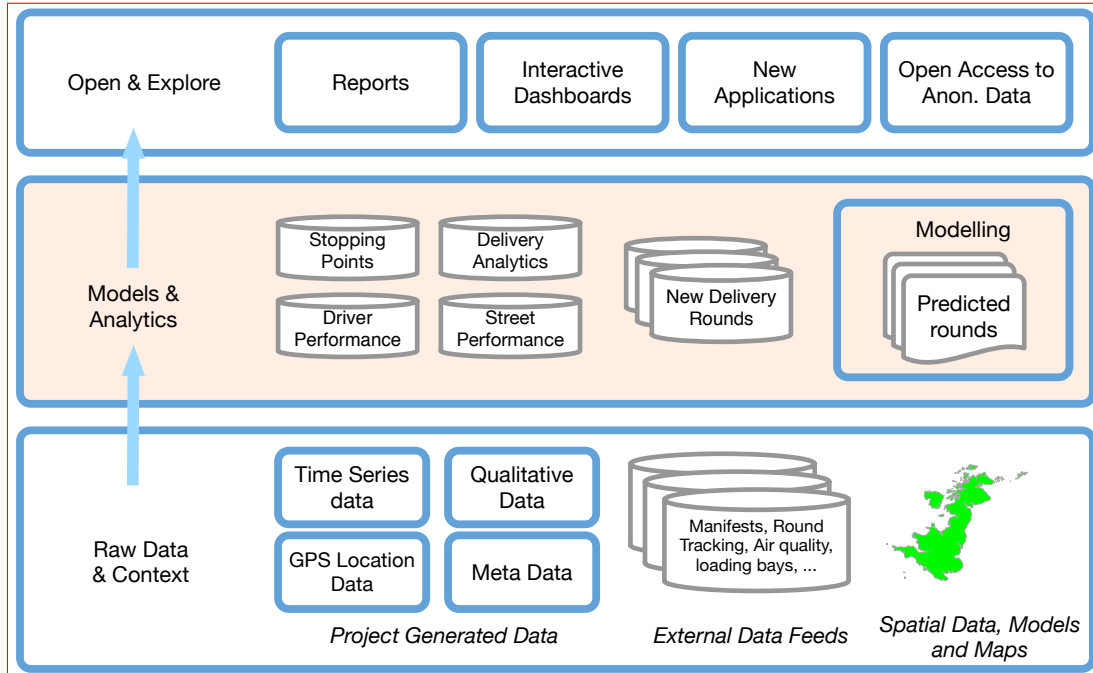 Open & Explore
Reports
Interactive
Dashboards
New
Applications
Open Access to
Anon. Data
Models &
Analytics
Stopping
Points
Delivery
Analytics
Driver
Performance
Street
Performance
New Delivery
Rounds
Modelling
Predicted
rounds
Raw Data
& Context
Time Series
data
Qualitative
Data
GPS Location
Data
Meta Data
Manifests, Round
Tracking, Air quality,
loading bays, ...
Project Generated Data
External Data Feeds
Spatial Data, Models
and Maps